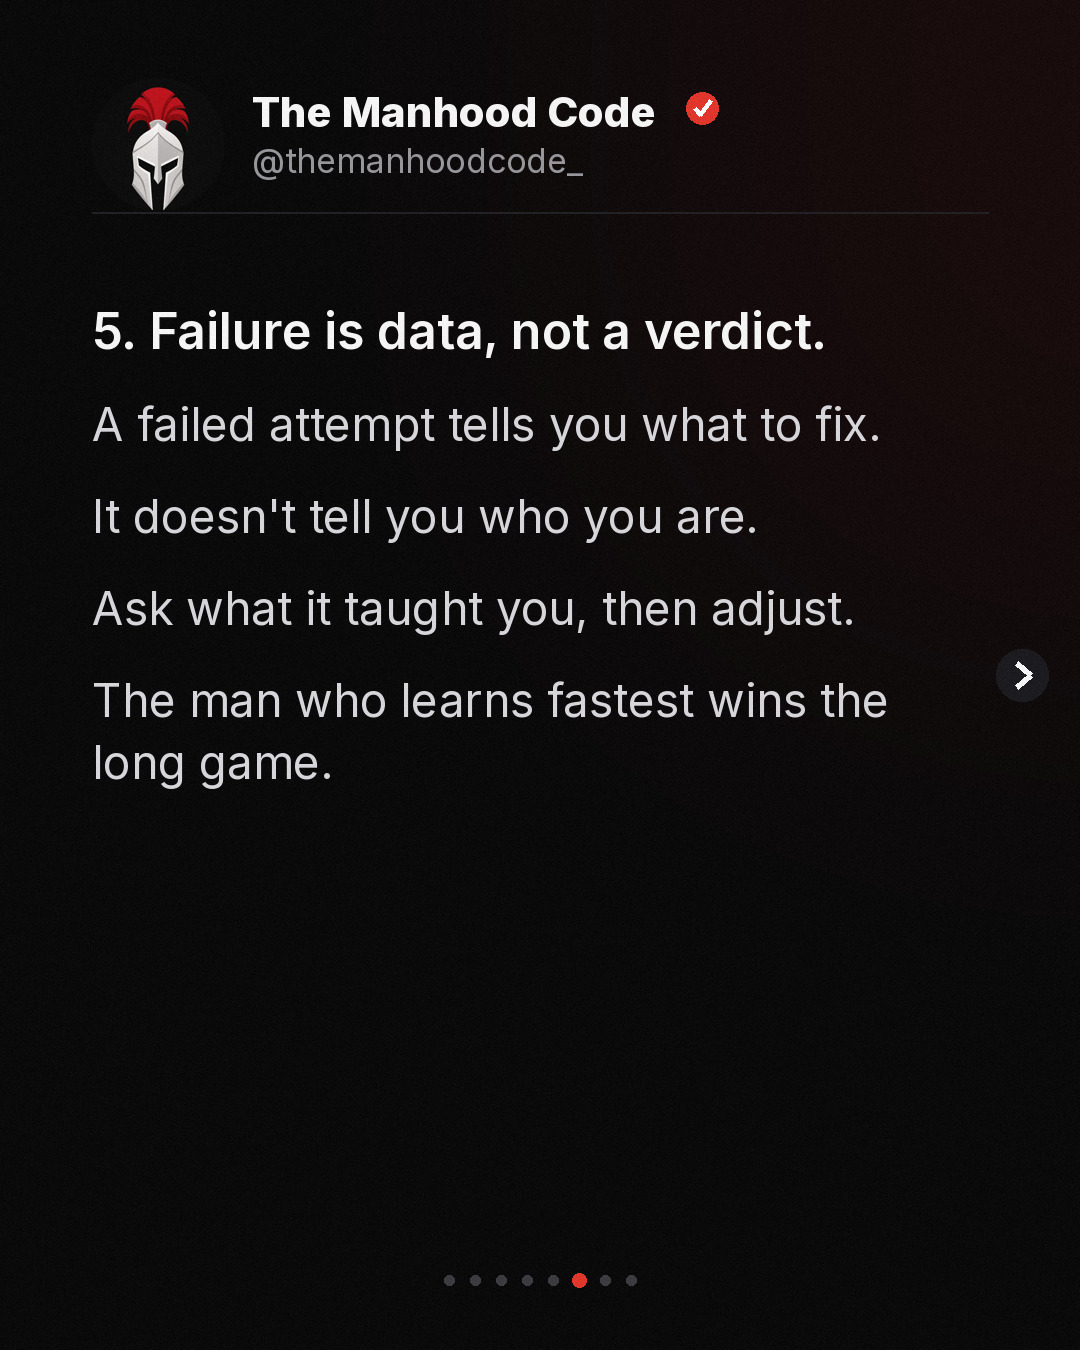 The Manhood Code
@themanhoodcode_
5. Failure is data, not a verdict.
A failed attempt tells you what to fix.
It doesn't tell you who you are.
Ask what it taught you, then adjust.
The man who learns fastest wins the
long game.